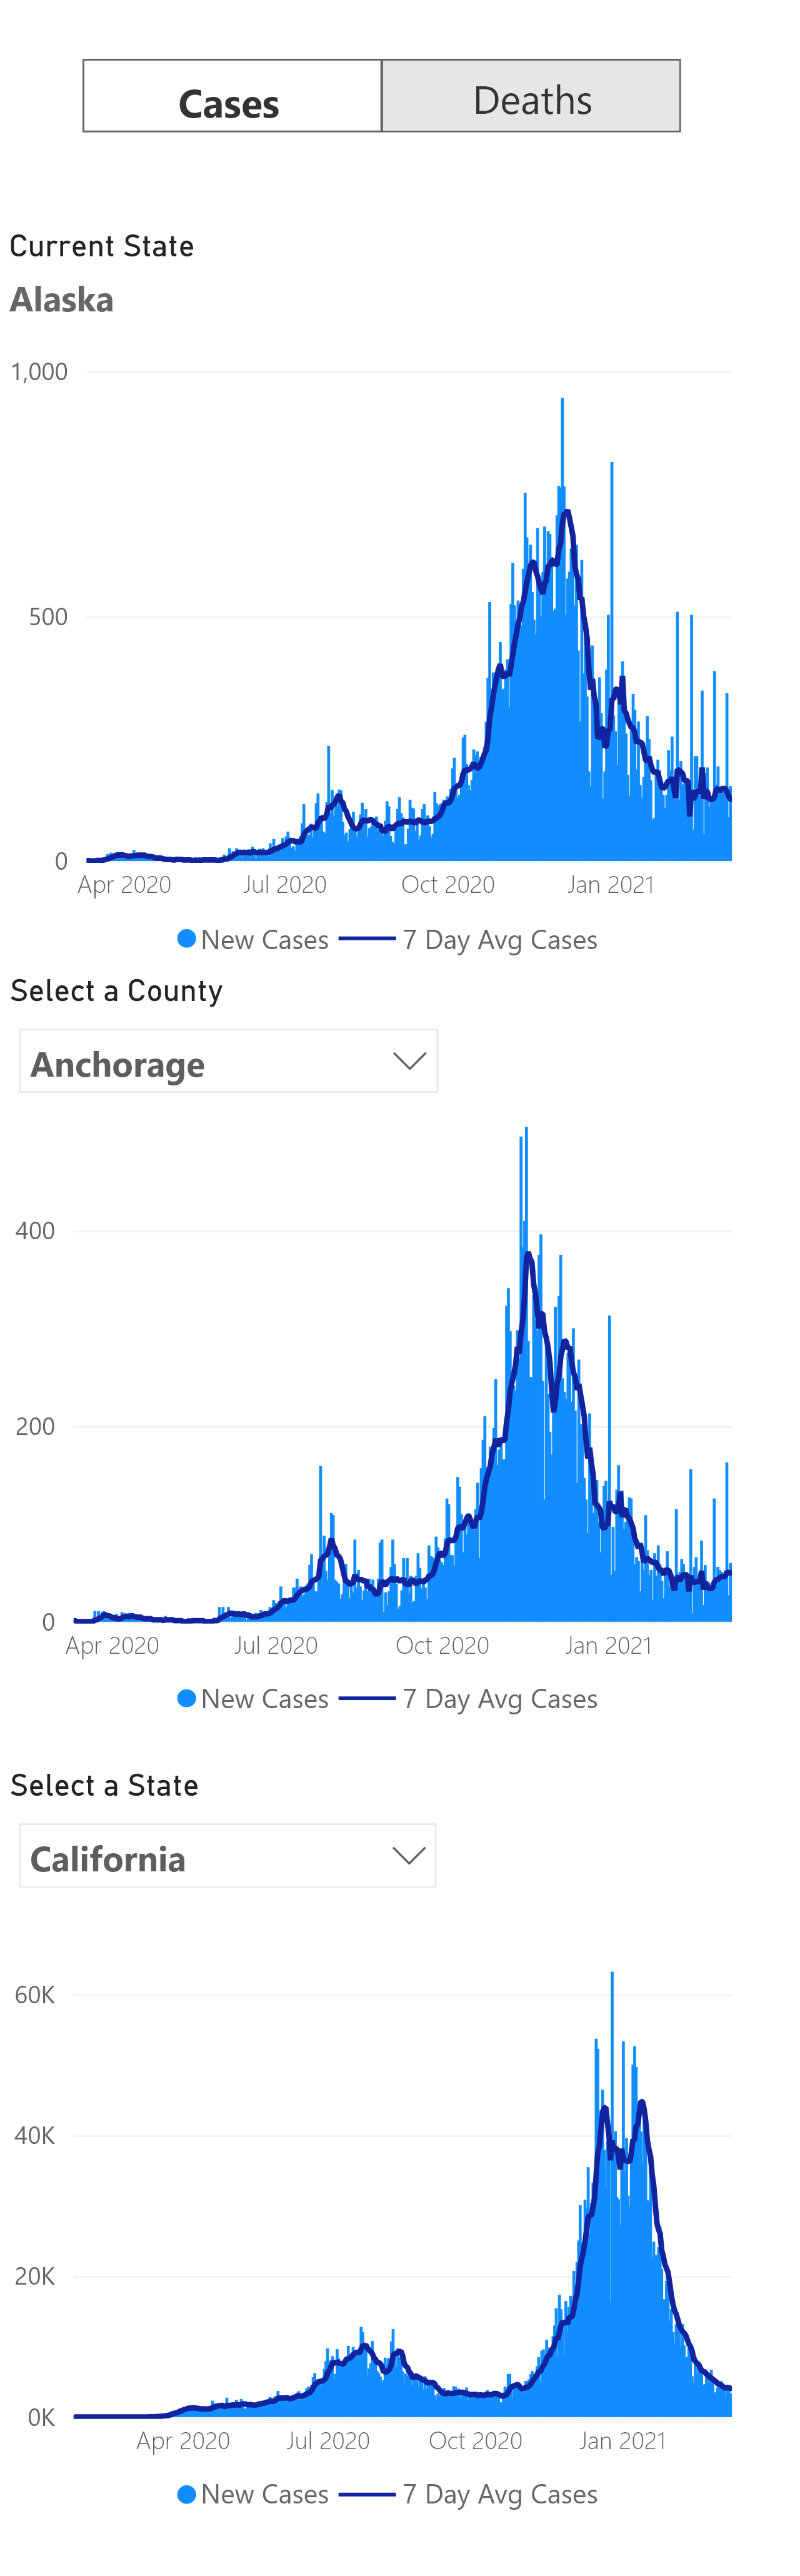 Cases Deaths
Current State
Alaska
1,000
500
0
Apr 2020 Jul 2020 Oct 2020 Jan 2021
New Cases 7 Day Avg Cases
Select a County
Anchorage
400
200
0
Apr 2020 Jul 2020 Oct 2020 Jan 2021
New Cases 7 Day Avg Cases
Select a State
California
60K
40K
20K
0K
Apr 2020 Jul 2020 Oct 2020 Jan 2021
New Cases 7 Day Avg Cases